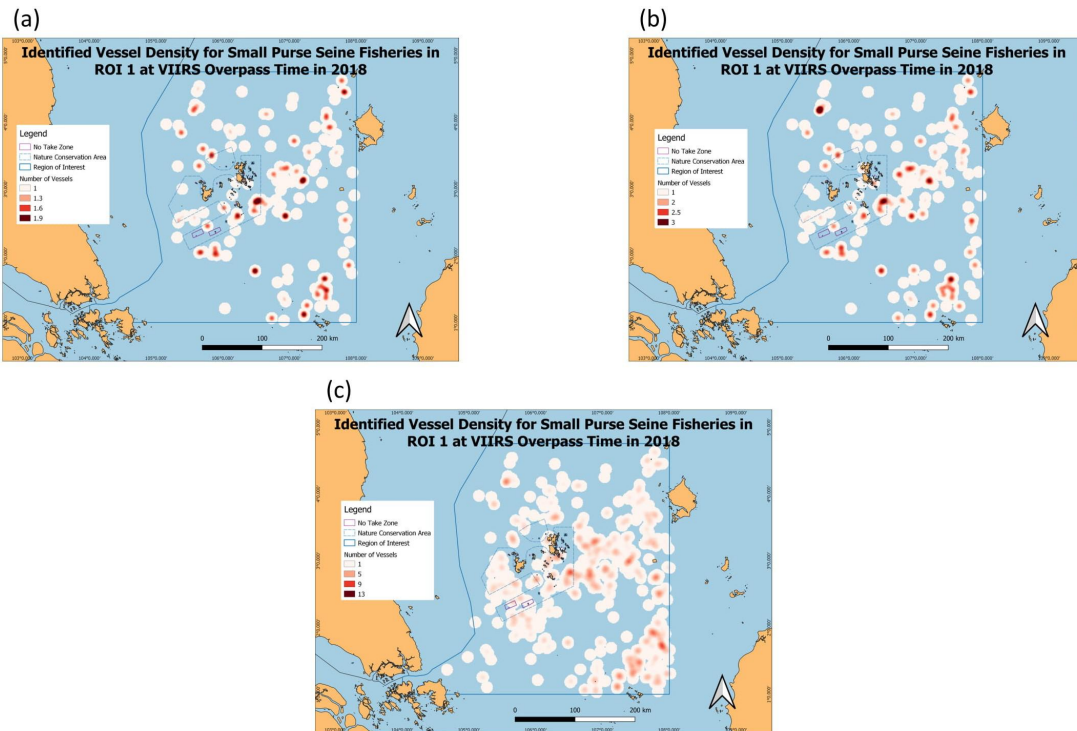 (a)
Identified Vessel Density for Small Purse Seine Fisheries in
ROI 1 at VIIRS Overpass Time in 2018
Legend
No Take Zone
Nature Conservation Area
Region of Interest
Number of Vessels
1
1.3
1.6
1.9
0
100
200 km
(b)
Identified Vessel Density for Small Purse Seine Fisheries in
ROI 1 at VIIRS Overpass Time in 2018
Legend
No Take Zone
Nature Conservation Area
Region of Interest
Number of Vessels
1
2
2.5
3
0
100
200 km
(c)
Identified Vessel Density for Small Purse Seine Fisheries in
ROI 1 at VIIRS Overpass Time in 2018
Legend
No Take Zone
Nature Conservation Area
Region of Interest
Number of Vessels
1
5
9
13
0
100
200 km